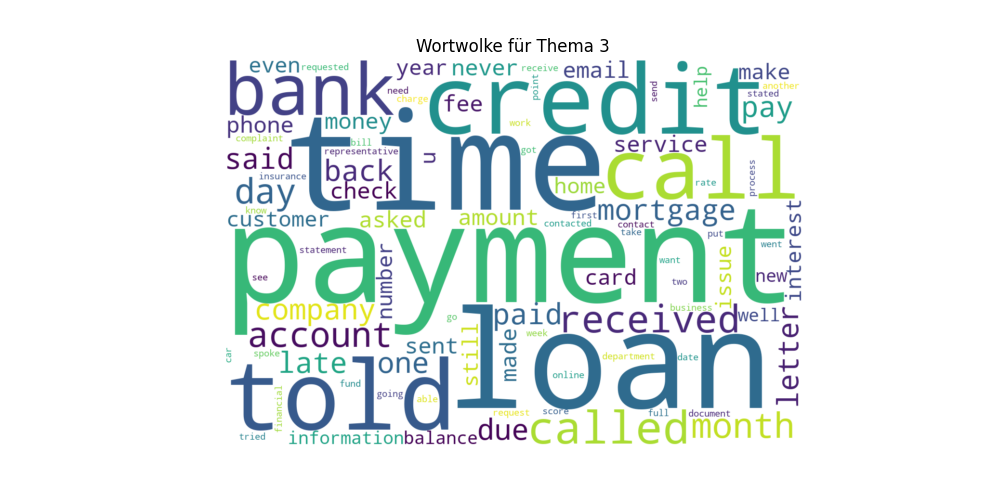 Wortwolke für Thema 3
even requested year never receive email point send help make another
bank need credit stated
charge fee pay
phone money time work call
complaint bill service
said representative u got
back rate process
insurance check home
day know amount first mortgage
customer asked contacted contact take put
payment went interest
statement number want issue
see card two new
company paid received business well letter
account go made still
sent week
car spoke late one loan department date
told fund online
going able
financial request score full document
tried information balance due called month